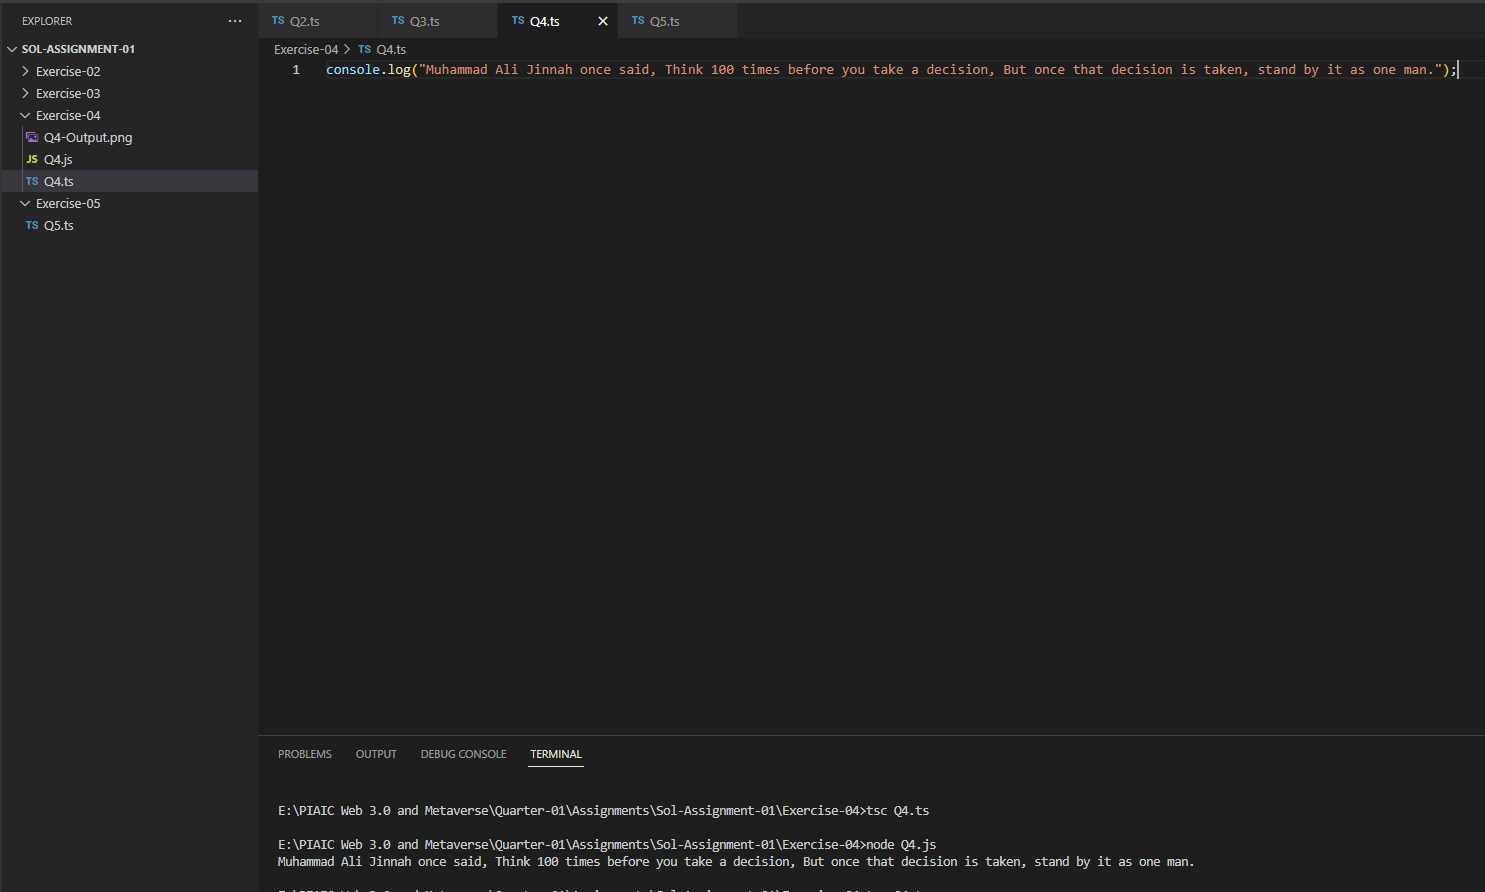 EXPLORER ···
SOL-ASSIGNMENT-01
Exercise-02
Exercise-03
Exercise-04
Q4-Output.png
JS Q4.js
TS Q4.ts
Exercise-05
TS Q5.ts
TS Q2.ts TS Q3.ts TS Q4.ts × TS Q5.ts
Exercise-04 > TS Q4.ts
1 console.log("Muhammad Ali Jinnah once said, Think 100 times before you take a decision, But once that decision is taken, stand by it as one man.");
PROBLEMS OUTPUT DEBUG CONSOLE TERMINAL
E:\PIAIC Web 3.0 and Metaverse\Quarter-01\Assignments\Sol-Assignment-01\Exercise-04>tsc Q4.ts
E:\PIAIC Web 3.0 and Metaverse\Quarter-01\Assignments\Sol-Assignment-01\Exercise-04>node Q4.js
Muhammad Ali Jinnah once said, Think 100 times before you take a decision, But once that decision is taken, stand by it as one man.